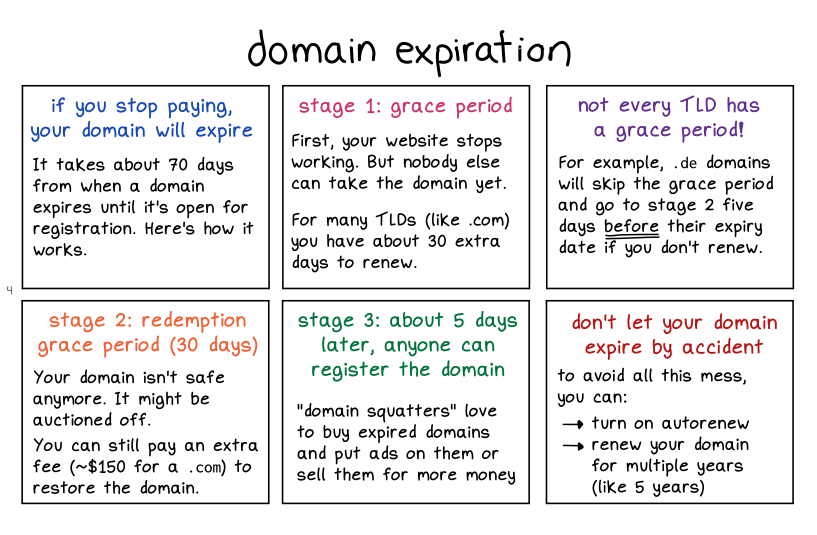 domain expiration
if you stop paying,
your domain will expire
It takes about 70 days
from when a domain
expires until it's open for
registration. Here's how it
works.
stage 1: grace period
First, your website stops
working. But nobody else
can take the domain yet.
For many TLDs (like .com)
you have about 30 extra
days to renew.
not every TLD has
a grace period!
For example, .de domains
will skip the grace period
and go to stage 2 five
days before their expiry
date if you don't renew.
4
stage 2: redemption
grace period (30 days)
Your domain isn't safe
anymore. It might be
auctioned off.
You can still pay an extra
fee (~$150 for a .com) to
restore the domain.
stage 3: about 5 days
later, anyone can
register the domain
"domain squatters" love
to buy expired domains
and put ads on them or
sell them for more money
don't let your domain
expire by accident
to avoid all this mess,
you can:
→ turn on autorenew
→ renew your domain
for multiple years
(like 5 years)